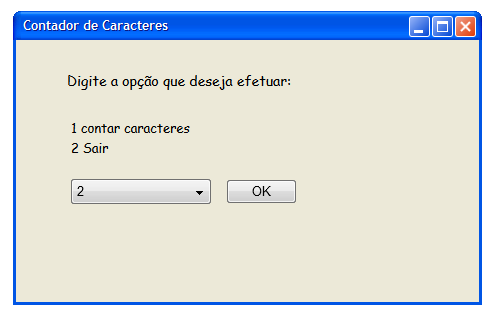 Contador de Caracteres
Digite a opção que deseja efetuar:
1 contar caracteres
2 Sair
2 OK